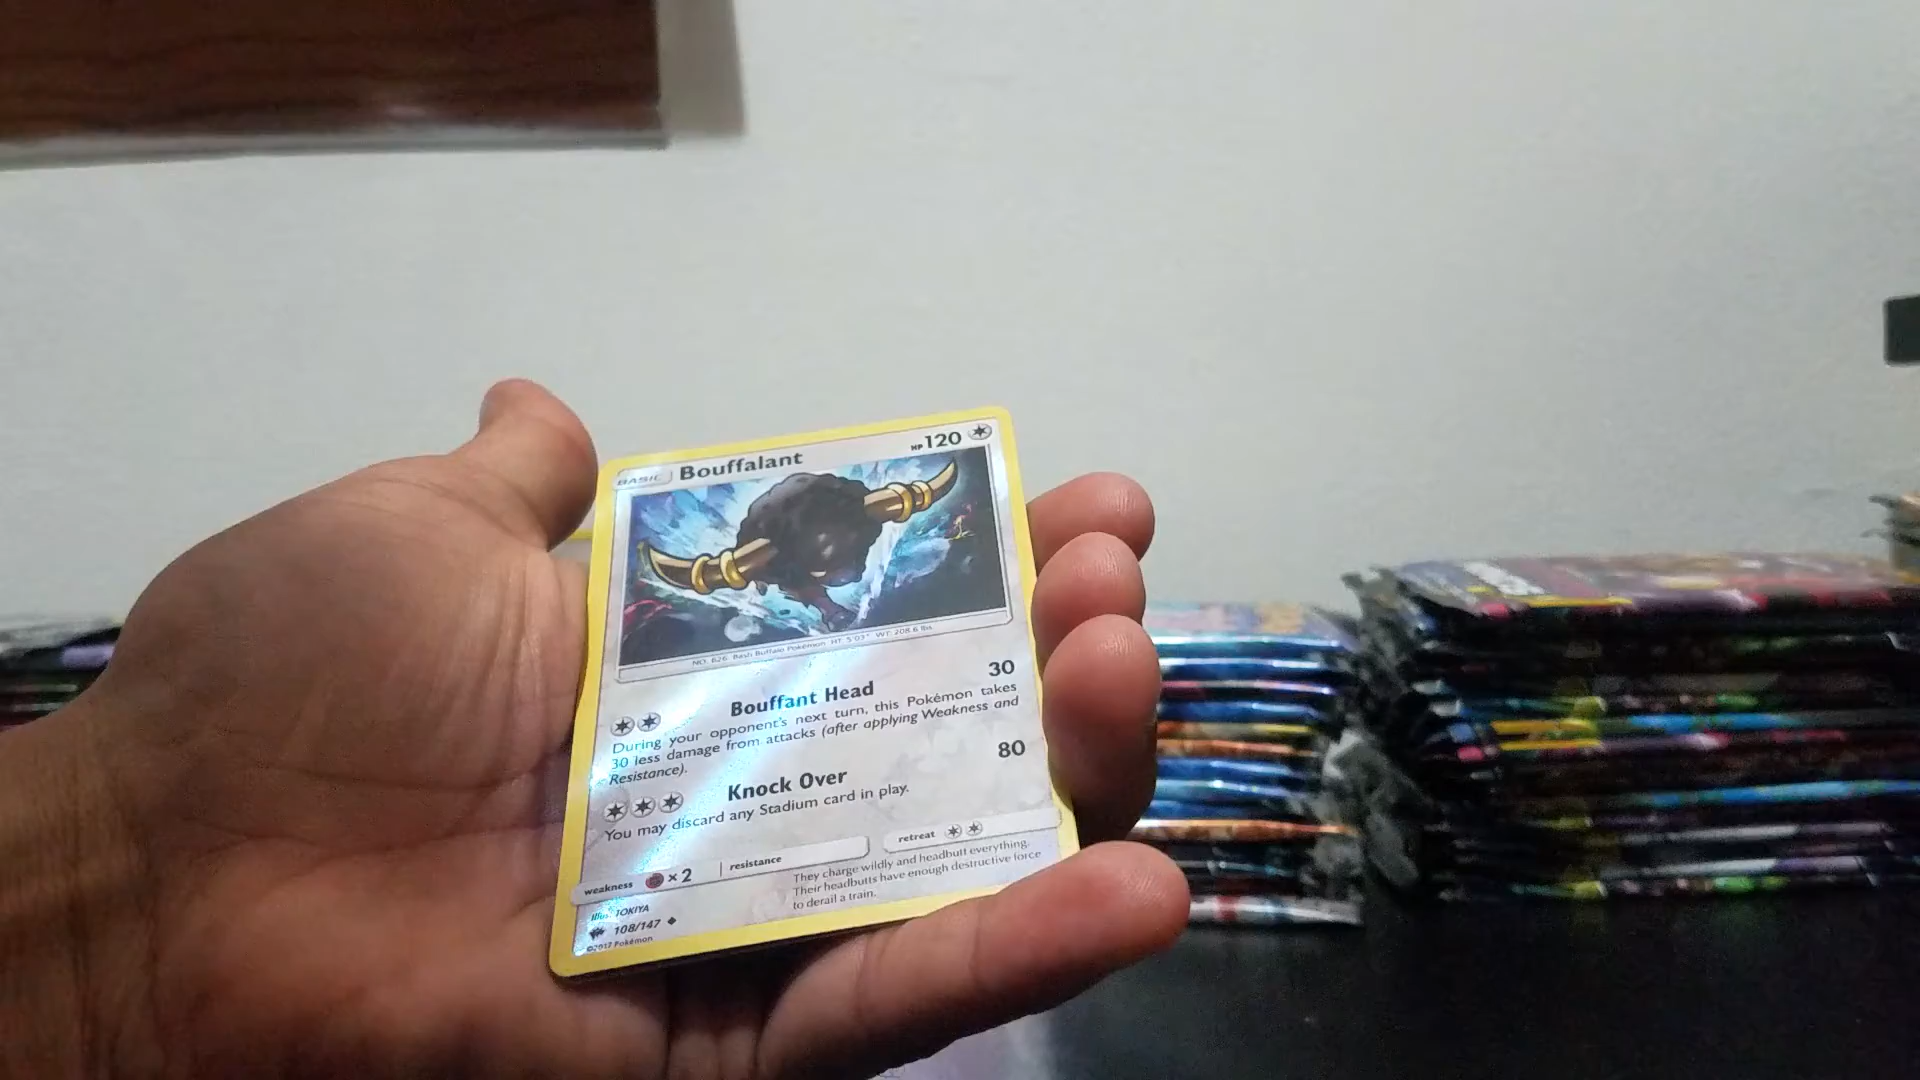 BASIC Bouffalant HP 120
NO. 626 Bash Buffalo Pokémon HT: 5'03" WT: 208.6 lbs.
Bouffant Head 30
During your opponent's next turn, this Pokémon takes
30 less damage from attacks (after applying Weakness and
Resistance).
Knock Over 80
You may discard any Stadium card in play.
weakness ×2 resistance retreat
They charge wildly and headbutt everything.
Their headbutts have enough destructive force
to derail a train.
Illus. TOKIYA
108/147
©2017 Pokémon